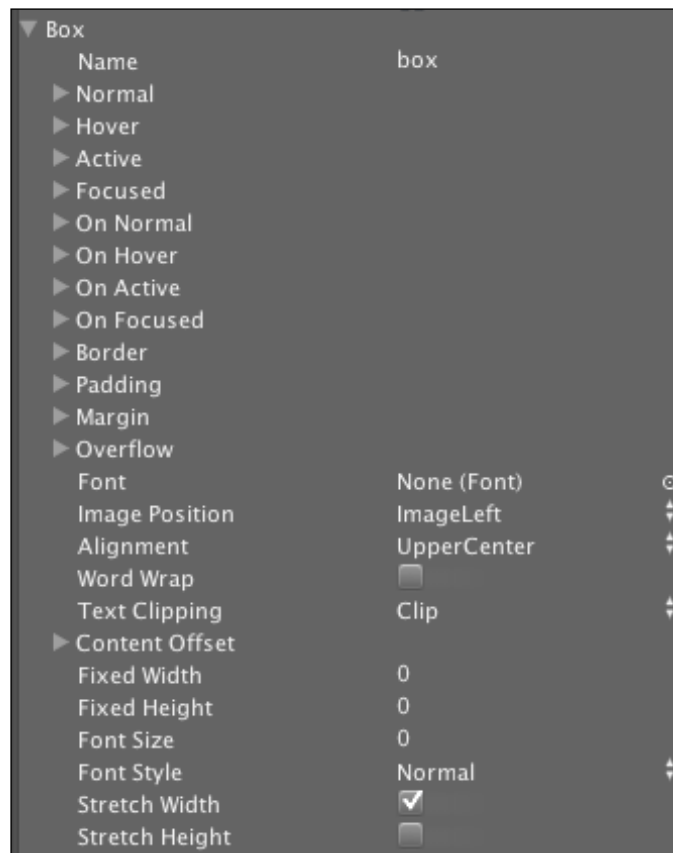 Box
Name box
Normal
Hover
Active
Focused
On Normal
On Hover
On Active
On Focused
Border
Padding
Margin
Overflow
Font None (Font)
Image Position ImageLeft
Alignment UpperCenter
Word Wrap
Text Clipping Clip
Content Offset
Fixed Width 0
Fixed Height 0
Font Size 0
Font Style Normal
Stretch Width
Stretch Height